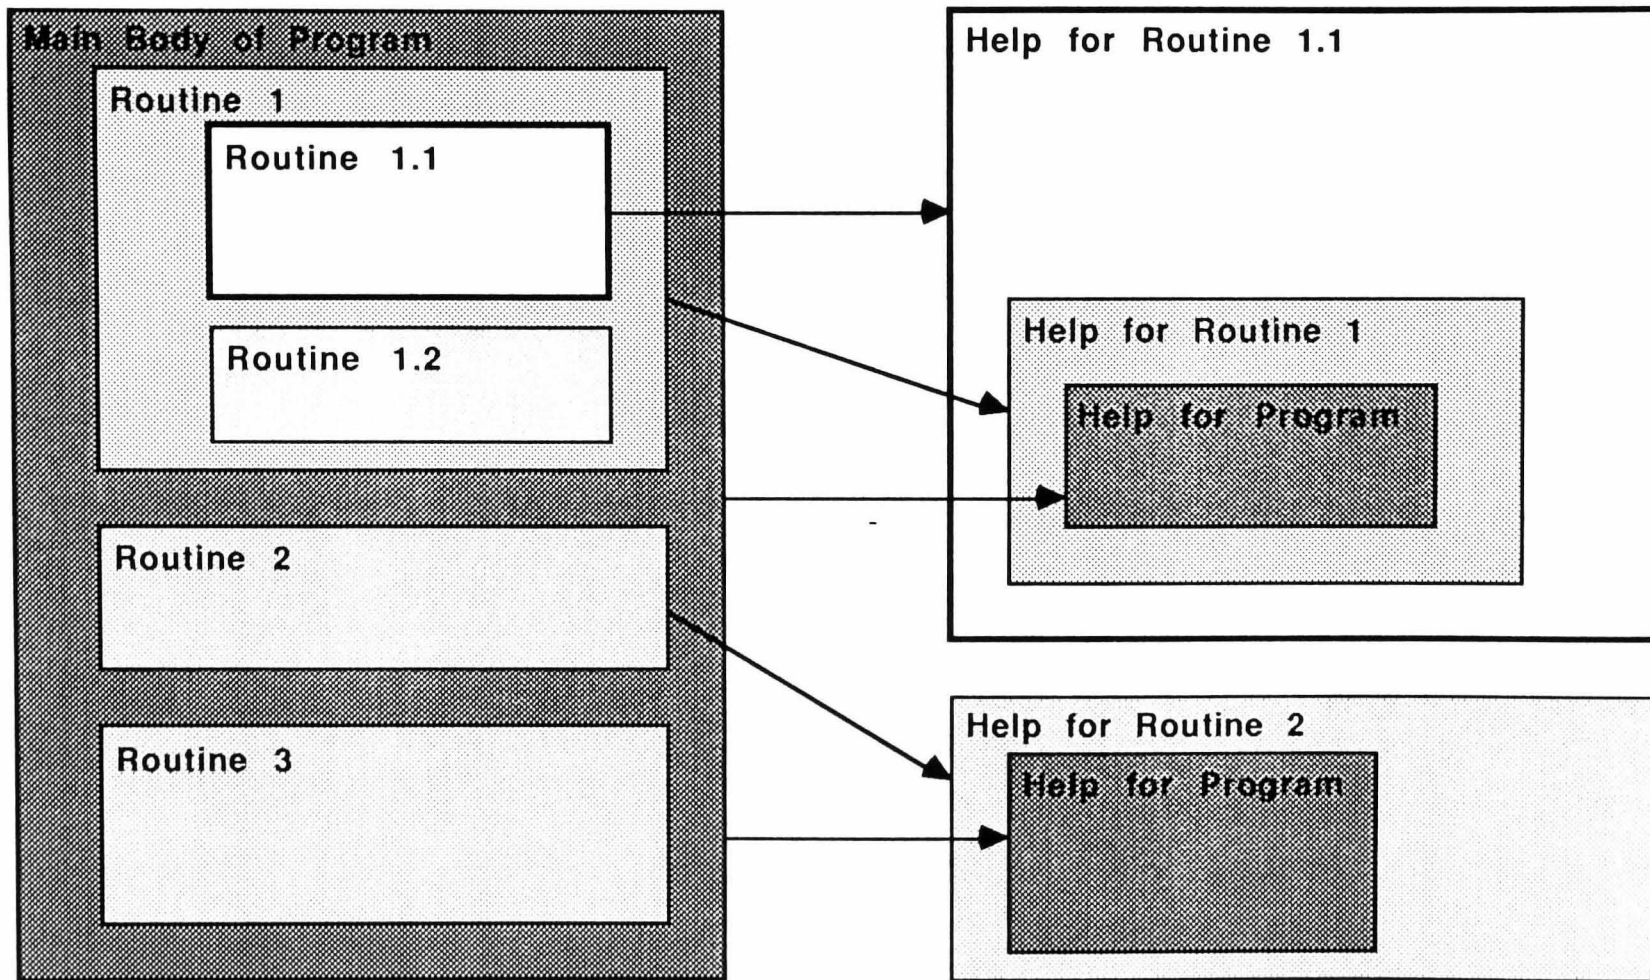 Main Body of Program
Routine 1
Routine 1.1
Routine 1.2
Routine 2
Routine 3
Help for Routine 1.1
Help for Routine 1
Help for Program
Help for Routine 2
Help for Program